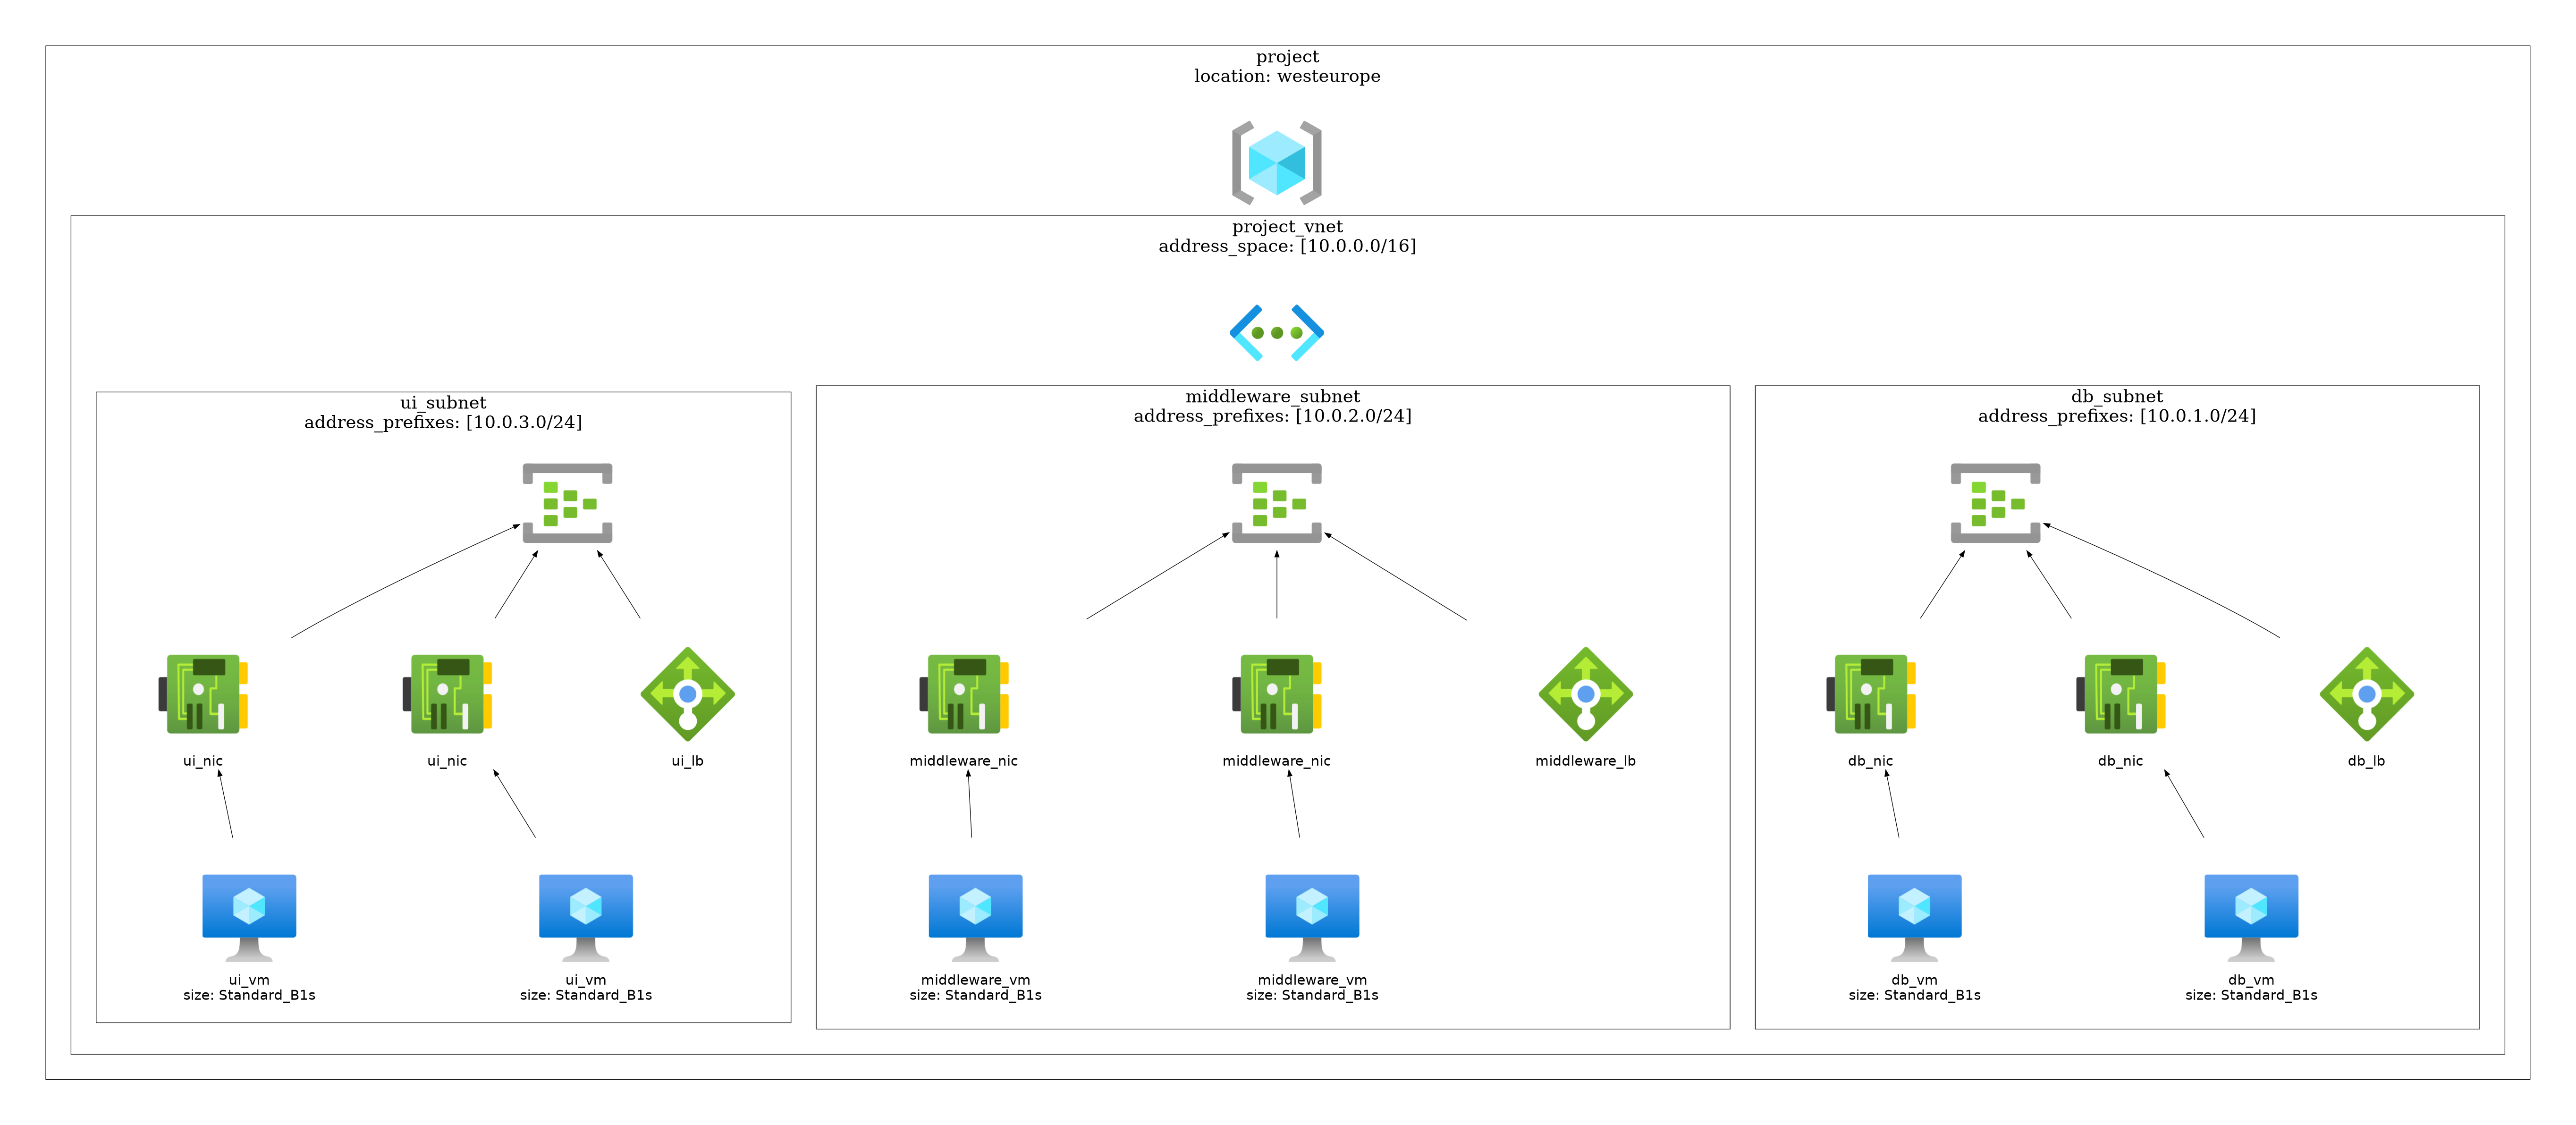 project
location: westeurope
project_vnet
address_space: [10.0.0.0/16]
ui_subnet
address_prefixes: [10.0.3.0/24]
middleware_subnet
address_prefixes: [10.0.2.0/24]
db_subnet
address_prefixes: [10.0.1.0/24]
ui_nic
ui_nic
ui_lb
middleware_nic
middleware_nic
middleware_lb
db_nic
db_nic
db_lb
ui_vm
size: Standard_B1s
ui_vm
size: Standard_B1s
middleware_vm
size: Standard_B1s
middleware_vm
size: Standard_B1s
db_vm
size: Standard_B1s
db_vm
size: Standard_B1s